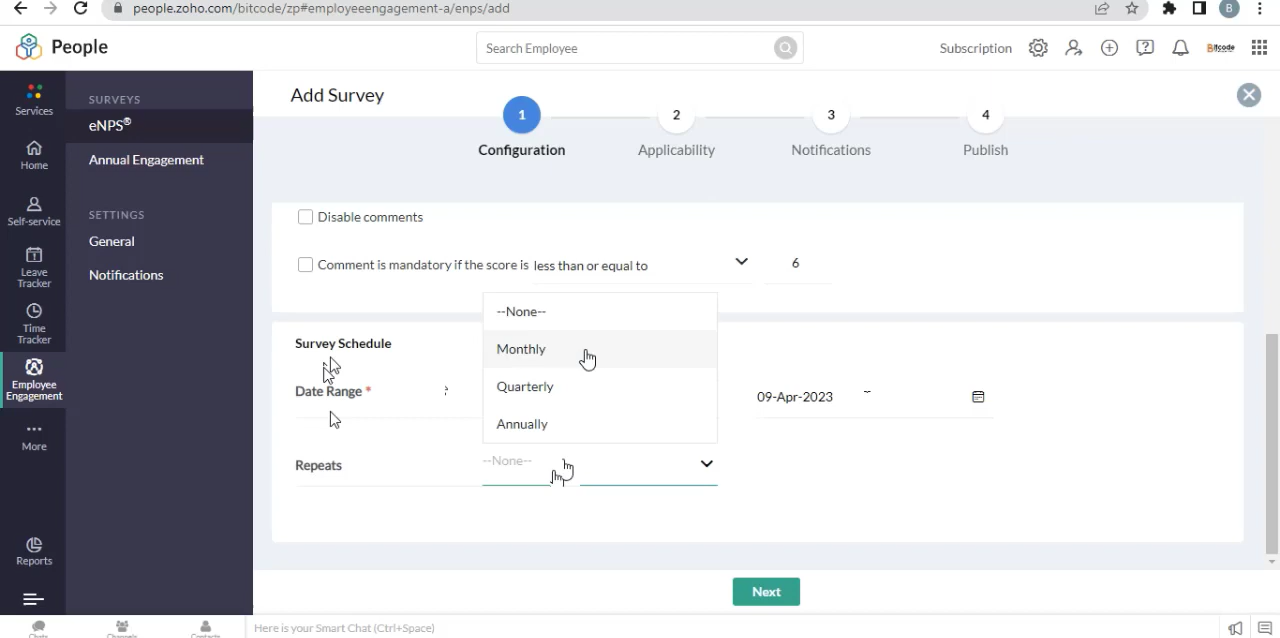 people.zoho.com/bitcode/zp#employeeengagement-a/enps/add
B
People
Search Employee
Subscription
Bitcode
Services
Home
Self-service
Leave
Tracker
Time
Tracker
Employee
Engagement
More
Reports
SURVEYS
eNPS®
Annual Engagement
SETTINGS
General
Notifications
Add Survey
1
2
3
4
Configuration
Applicability
Notifications
Publish
Disable comments
Comment is mandatory if the score is less than or equal to 6
Survey Schedule
Date Range *
09-Apr-2023
--None--
Monthly
Quarterly
Annually
Repeats
--None--
Next
Chats
Channels
Contacts
Here is your Smart Chat (Ctrl+Space)